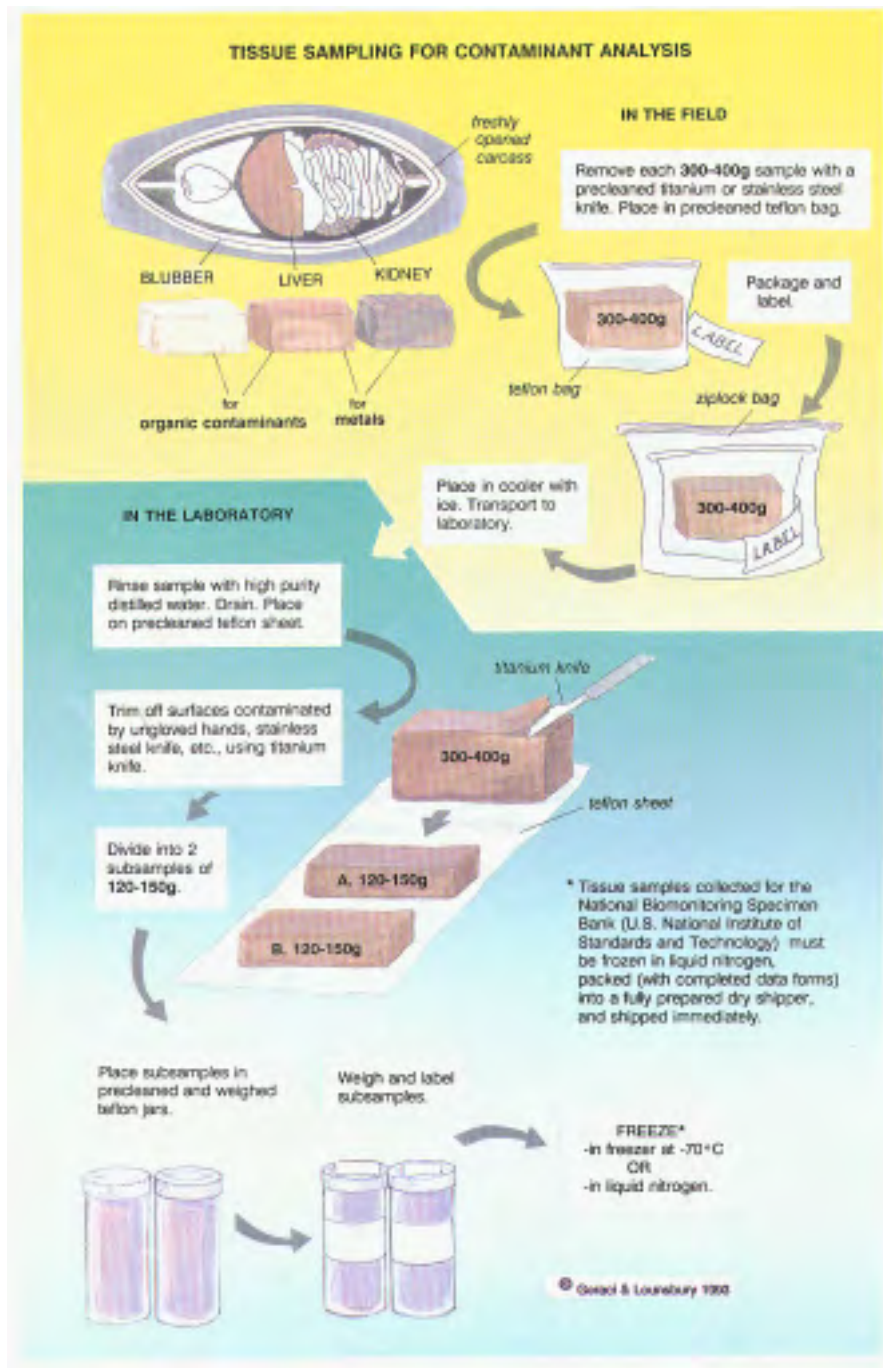 TISSUE SAMPLING FOR CONTAMINANT ANALYSIS
IN THE FIELD
freshly
opened
carcass
Remove each 300-400g sample with a
precleaned titanium or stainless steel
knife. Place in precleaned teflon bag.
BLUBBER
LIVER
KIDNEY
for
organic contaminants
for
metals
300-400g
LABEL
teflon bag
Package and
label.
ziplock bag
300-400g
LABEL
Place in cooler with
ice. Transport to
laboratory.
IN THE LABORATORY
Rinse sample with high purity
distilled water. Drain. Place
on precleaned teflon sheet.
titanium knife
Trim off surfaces contaminated
by ungloved hands, stainless
steel knife, etc., using titanium
knife.
300-400g
teflon sheet
Divide into 2
subsamples of
120-150g.
A. 120-150g
B. 120-150g
* Tissue samples collected for the
National Biomonitoring Specimen
Bank (U.S. National Institute of
Standards and Technology) must
be frozen in liquid nitrogen,
packed (with completed data forms)
into a fully prepared dry shipper,
and shipped immediately.
Place subsamples in
precleaned and weighed
teflon jars.
Weigh and label
subsamples.
FREEZE*
-in freezer at -70°C
OR
-in liquid nitrogen.
© Geraci & Lounsbury 1993